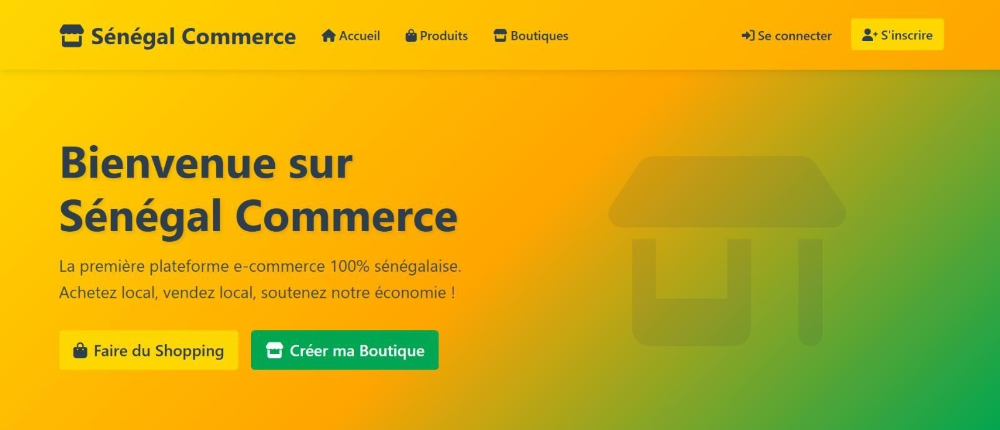 Sénégal Commerce
Accueil
Produits
Boutiques
Se connecter
S'inscrire
Bienvenue sur
Sénégal Commerce
La première plateforme e-commerce 100% sénégalaise.
Achetez local, vendez local, soutenez notre économie !
Faire du Shopping
Créer ma Boutique